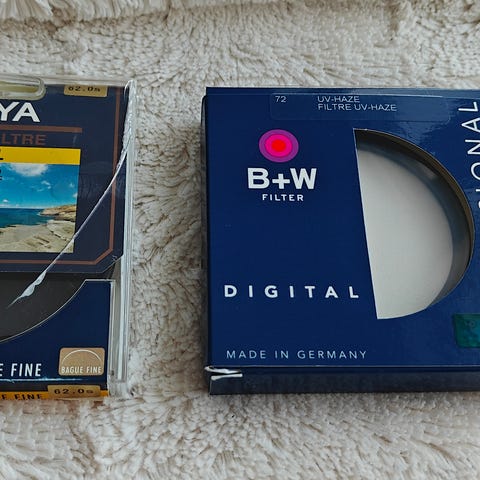 62.0s
YA
LTRE
E FINE
BAGUE FINE
E FINE
62.0s
72 UV-HAZE
FILTRE UV-HAZE
B+W
FILTER
DIGITAL
MADE IN GERMANY
SIONAL